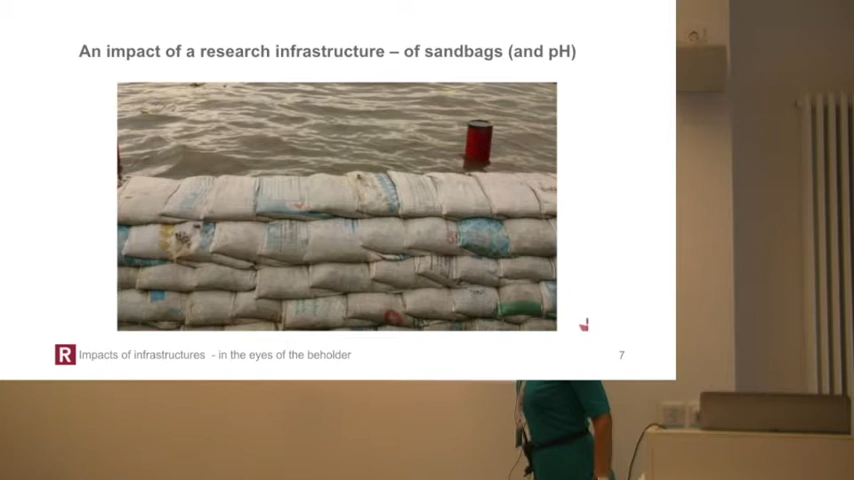 An impact of a research infrastructure – of sandbags (and pH)
R Impacts of infrastructures - in the eyes of the beholder
7